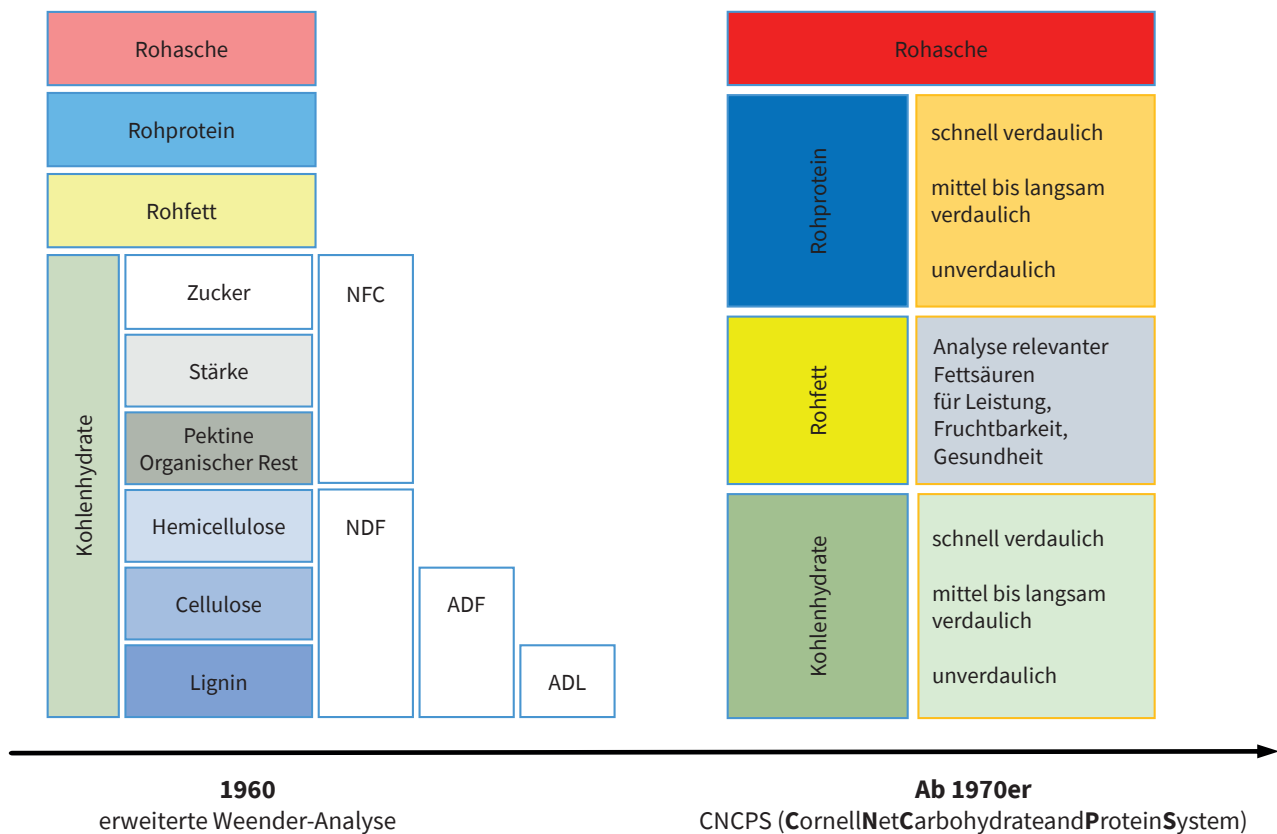 Rohasche
Rohprotein
Rohfett
Kohlenhydrate
Zucker
NFC
Stärke
Pektine
Organischer Rest
Hemicellulose
NDF
Cellulose
ADF
Lignin
ADL
1960
erweiterte Weender-Analyse
Rohasche
Rohprotein
schnell verdaulich
mittel bis langsam
verdaulich
unverdaulich
Rohfett
Analyse relevanter
Fettsäuren
für Leistung,
Fruchtbarkeit,
Gesundheit
Kohlenhydrate
schnell verdaulich
mittel bis langsam
verdaulich
unverdaulich
Ab 1970er
CNCPS (CornellNetCarbohydrateandProteinSystem)